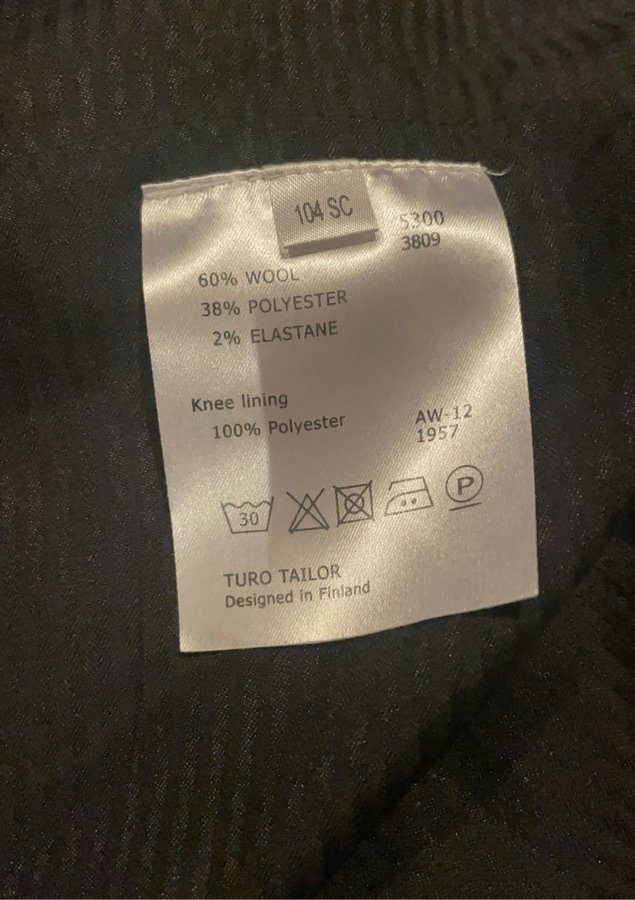 104 SC
5300
3809
60% WOOL
38% POLYESTER
2% ELASTANE
Knee lining
100% Polyester
AW-12
1957
30
P
TURO TAILOR
Designed in Finland